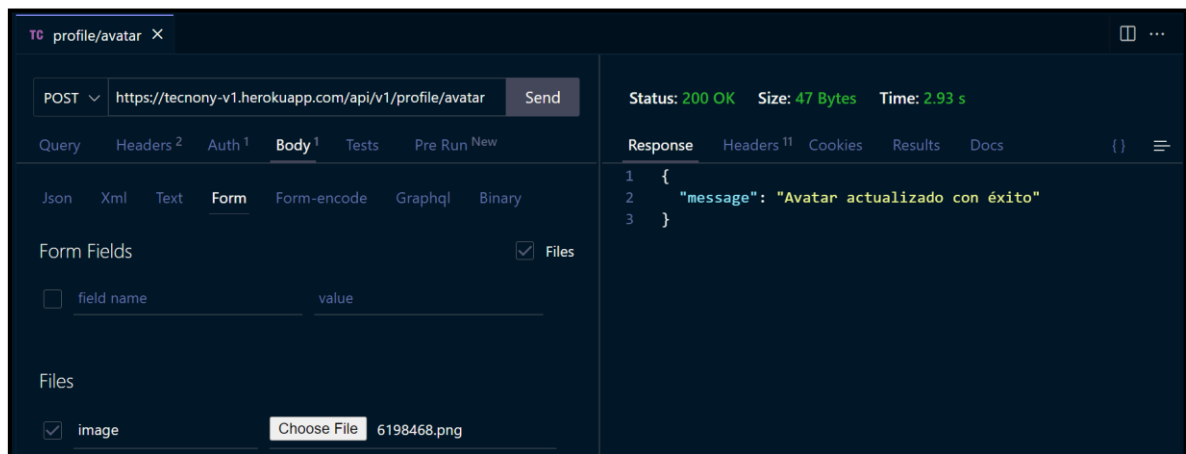 TC profile/avatar ×
POST https://tecnony-v1.herokuapp.com/api/v1/profile/avatar Send
Query Headers 2 Auth 1 Body 1 Tests Pre Run New
Json Xml Text Form Form-encode Graphql Binary
Form Fields Files
field name value
Files
image Choose File 6198468.png
Status: 200 OK Size: 47 Bytes Time: 2.93 s
Response Headers 11 Cookies Results Docs {}
1 {
2 "message": "Avatar actualizado con éxito"
3 }